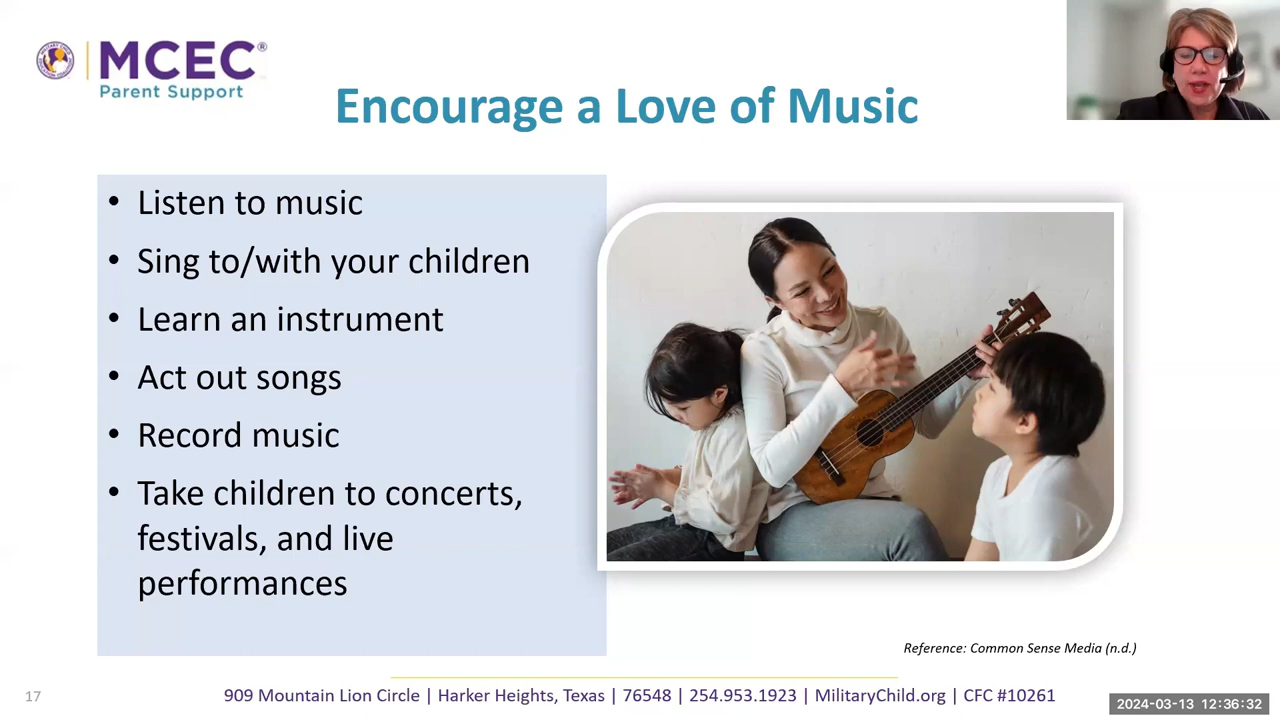 MCEC®
Parent Support
Encourage a Love of Music
• Listen to music
• Sing to/with your children
• Learn an instrument
• Act out songs
• Record music
• Take children to concerts,
festivals, and live
performances
Reference: Common Sense Media (n.d.)
17
909 Mountain Lion Circle | Harker Heights, Texas | 76548 | 254.953.1923 | MilitaryChild.org | CFC #10261
2024-03-13 12:36:32